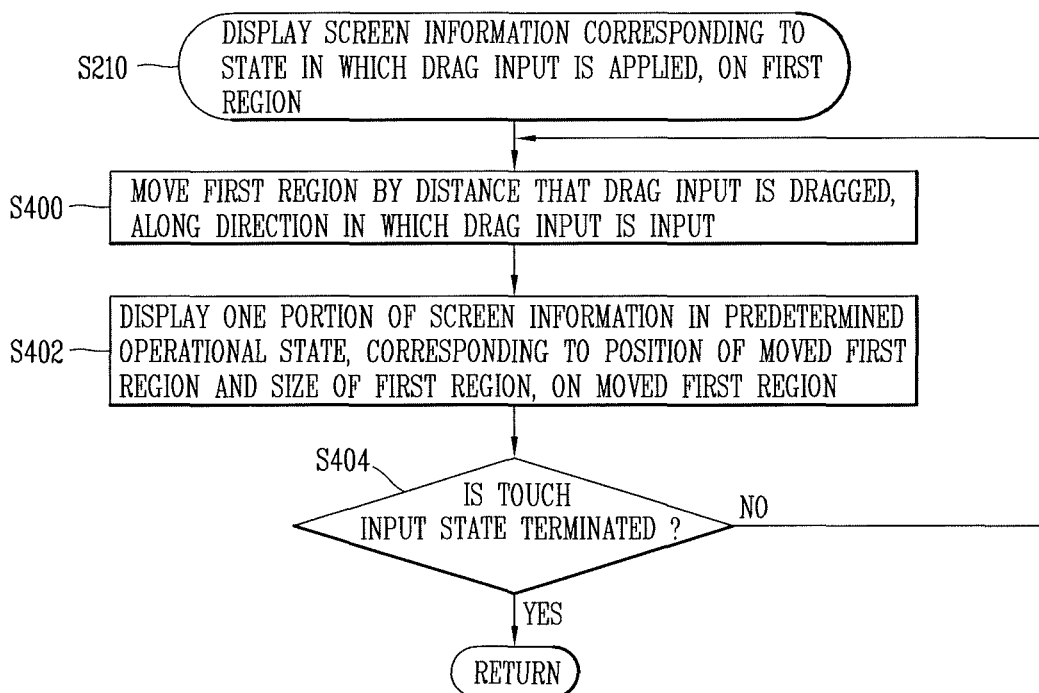 S210
DISPLAY SCREEN INFORMATION CORRESPONDING TO
STATE IN WHICH DRAG INPUT IS APPLIED, ON FIRST
REGION
S400
MOVE FIRST REGION BY DISTANCE THAT DRAG INPUT IS DRAGGED,
ALONG DIRECTION IN WHICH DRAG INPUT IS INPUT
S402
DISPLAY ONE PORTION OF SCREEN INFORMATION IN PREDETERMINED
OPERATIONAL STATE, CORRESPONDING TO POSITION OF MOVED FIRST
REGION AND SIZE OF FIRST REGION, ON MOVED FIRST REGION
S404
IS TOUCH
INPUT STATE TERMINATED ?
NO
YES
RETURN